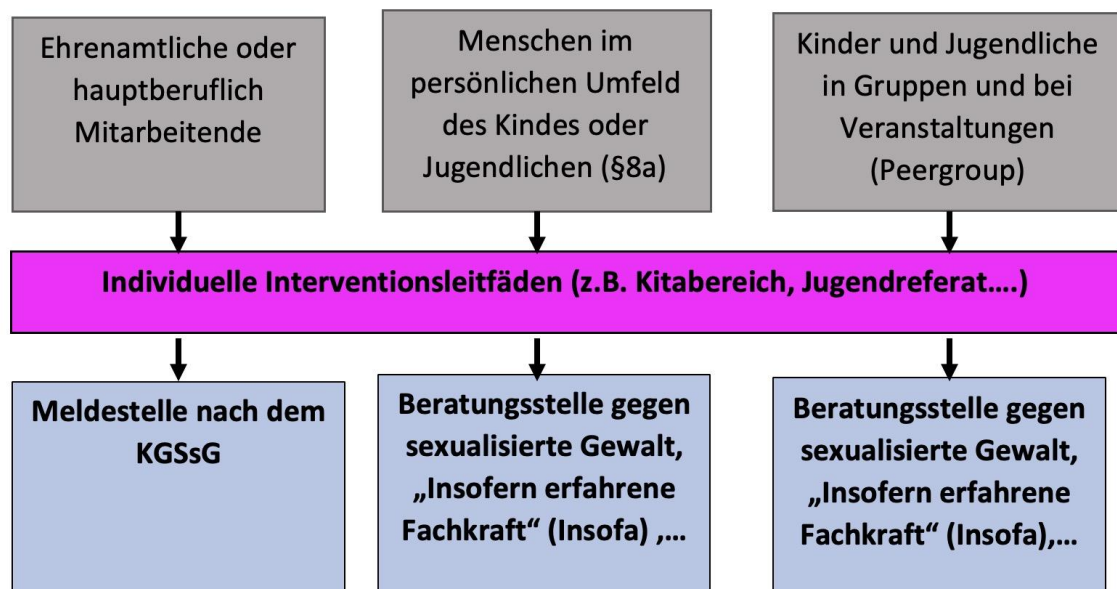 Ehrenamtliche oder
hauptberuflich
Mitarbeitende
Menschen im
persönlichen Umfeld
des Kindes oder
Jugendlichen (§8a)
Kinder und Jugendliche
in Gruppen und bei
Veranstaltungen
(Peergroup)
Individuelle Interventionsleitfäden (z.B. Kitabereich, Jugendreferat….)
Meldestelle nach dem
KGSsG
Beratungsstelle gegen
sexualisierte Gewalt,
„Insofern erfahrene
Fachkraft“ (Insofa) ,…
Beratungsstelle gegen
sexualisierte Gewalt,
„Insofern erfahrene
Fachkraft“ (Insofa),…